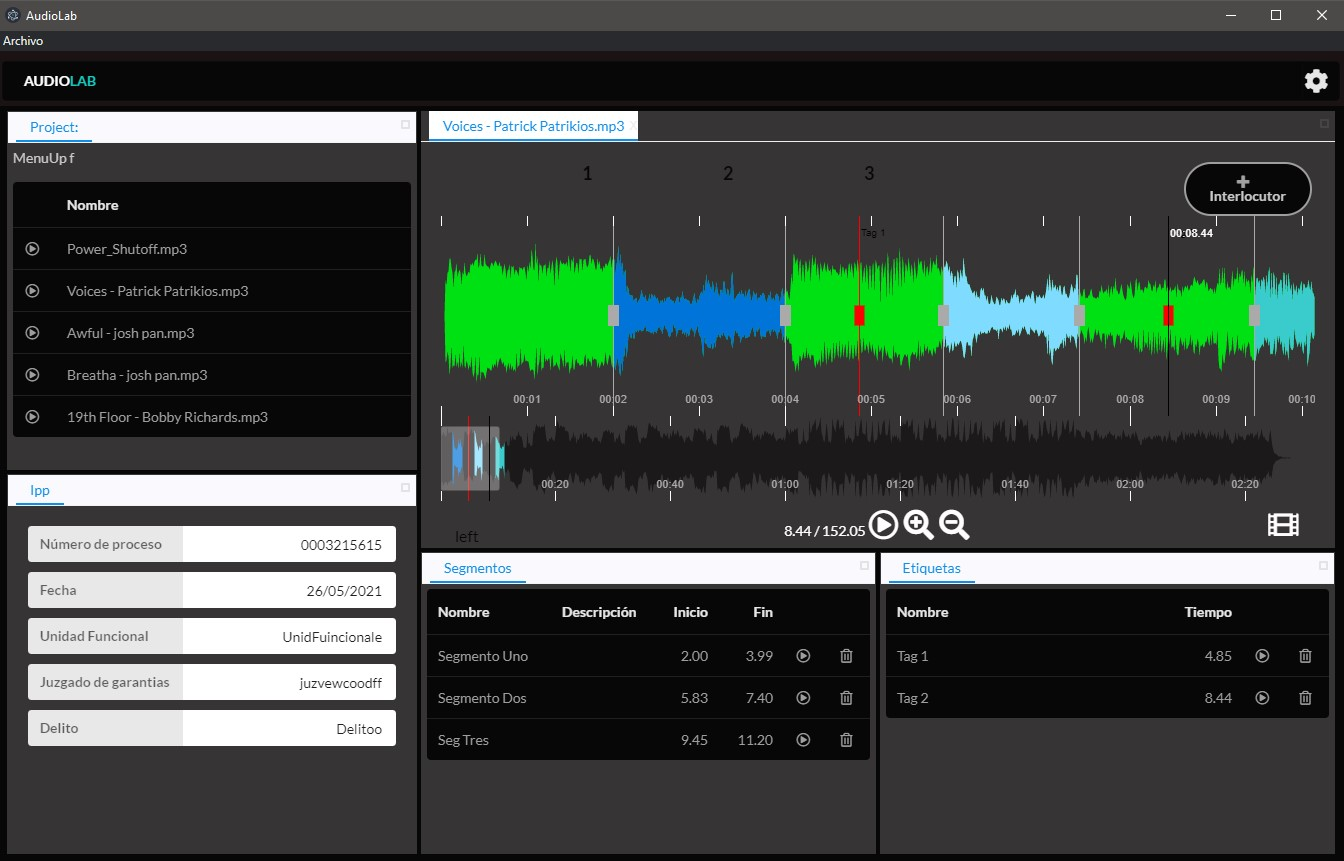 AudioLab
Archivo
AUDIOLAB
Project:
MenuUp f
Nombre
Power_Shutoff.mp3
Voices - Patrick Patrikios.mp3
Awful - josh pan.mp3
Breatha - josh pan.mp3
19th Floor - Bobby Richards.mp3
Ipp
Número de proceso 0003215615
Fecha 26/05/2021
Unidad Funcional UnidFuincionale
Juzgado de garantias juzvewcoodff
Delito Delitoo
Voices - Patrick Patrikios.mp3
1 2 3
+ Interlocutor
Tag 1 00:08.44
00:01 00:02 00:03 00:04 00:05 00:06 00:07 00:08 00:09 00:10
00:20 00:40 01:00 01:20 01:40 02:00 02:20
left
8.44 / 152.05
Segmentos
Nombre Descripción Inicio Fin
Segmento Uno 2.00 3.99
Segmento Dos 5.83 7.40
Seg Tres 9.45 11.20
Etiquetas
Nombre Tiempo
Tag 1 4.85
Tag 2 8.44